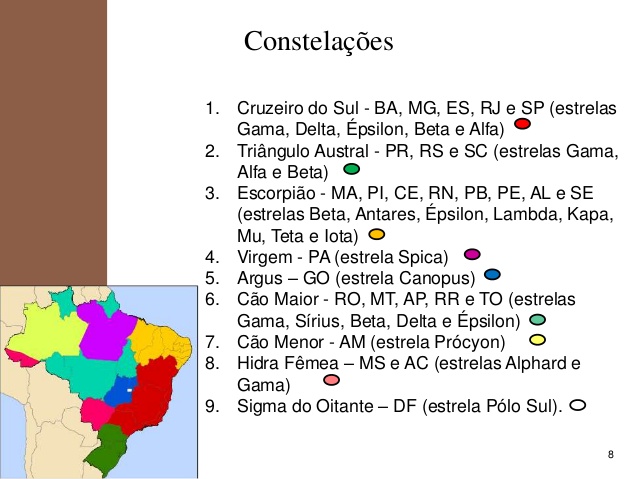 Constelações
1. Cruzeiro do Sul - BA, MG, ES, RJ e SP (estrelas
Gama, Delta, Épsilon, Beta e Alfa)
2. Triângulo Austral - PR, RS e SC (estrelas Gama,
Alfa e Beta)
3. Escorpião - MA, PI, CE, RN, PB, PE, AL e SE
(estrelas Beta, Antares, Épsilon, Lambda, Kapa,
Mu, Teta e Iota)
4. Virgem - PA (estrela Spica)
5. Argus – GO (estrela Canopus)
6. Cão Maior - RO, MT, AP, RR e TO (estrelas
Gama, Sírius, Beta, Delta e Épsilon)
7. Cão Menor - AM (estrela Prócyon)
8. Hidra Fêmea – MS e AC (estrelas Alphard e
Gama)
9. Sigma do Oitante – DF (estrela Pólo Sul).
8